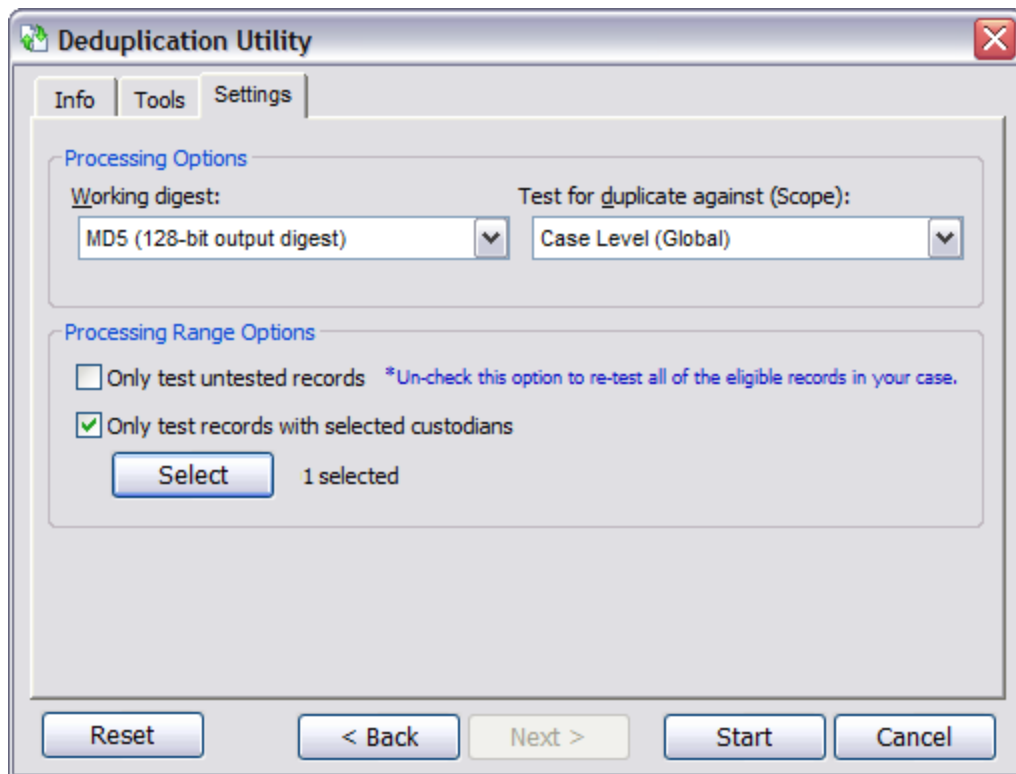 Deduplication Utility
Info Tools Settings
Processing Options
Working digest: Test for duplicate against (Scope):
MD5 (128-bit output digest) Case Level (Global)
Processing Range Options
Only test untested records *Un-check this option to re-test all of the eligible records in your case.
Only test records with selected custodians
Select 1 selected
Reset < Back Next > Start Cancel